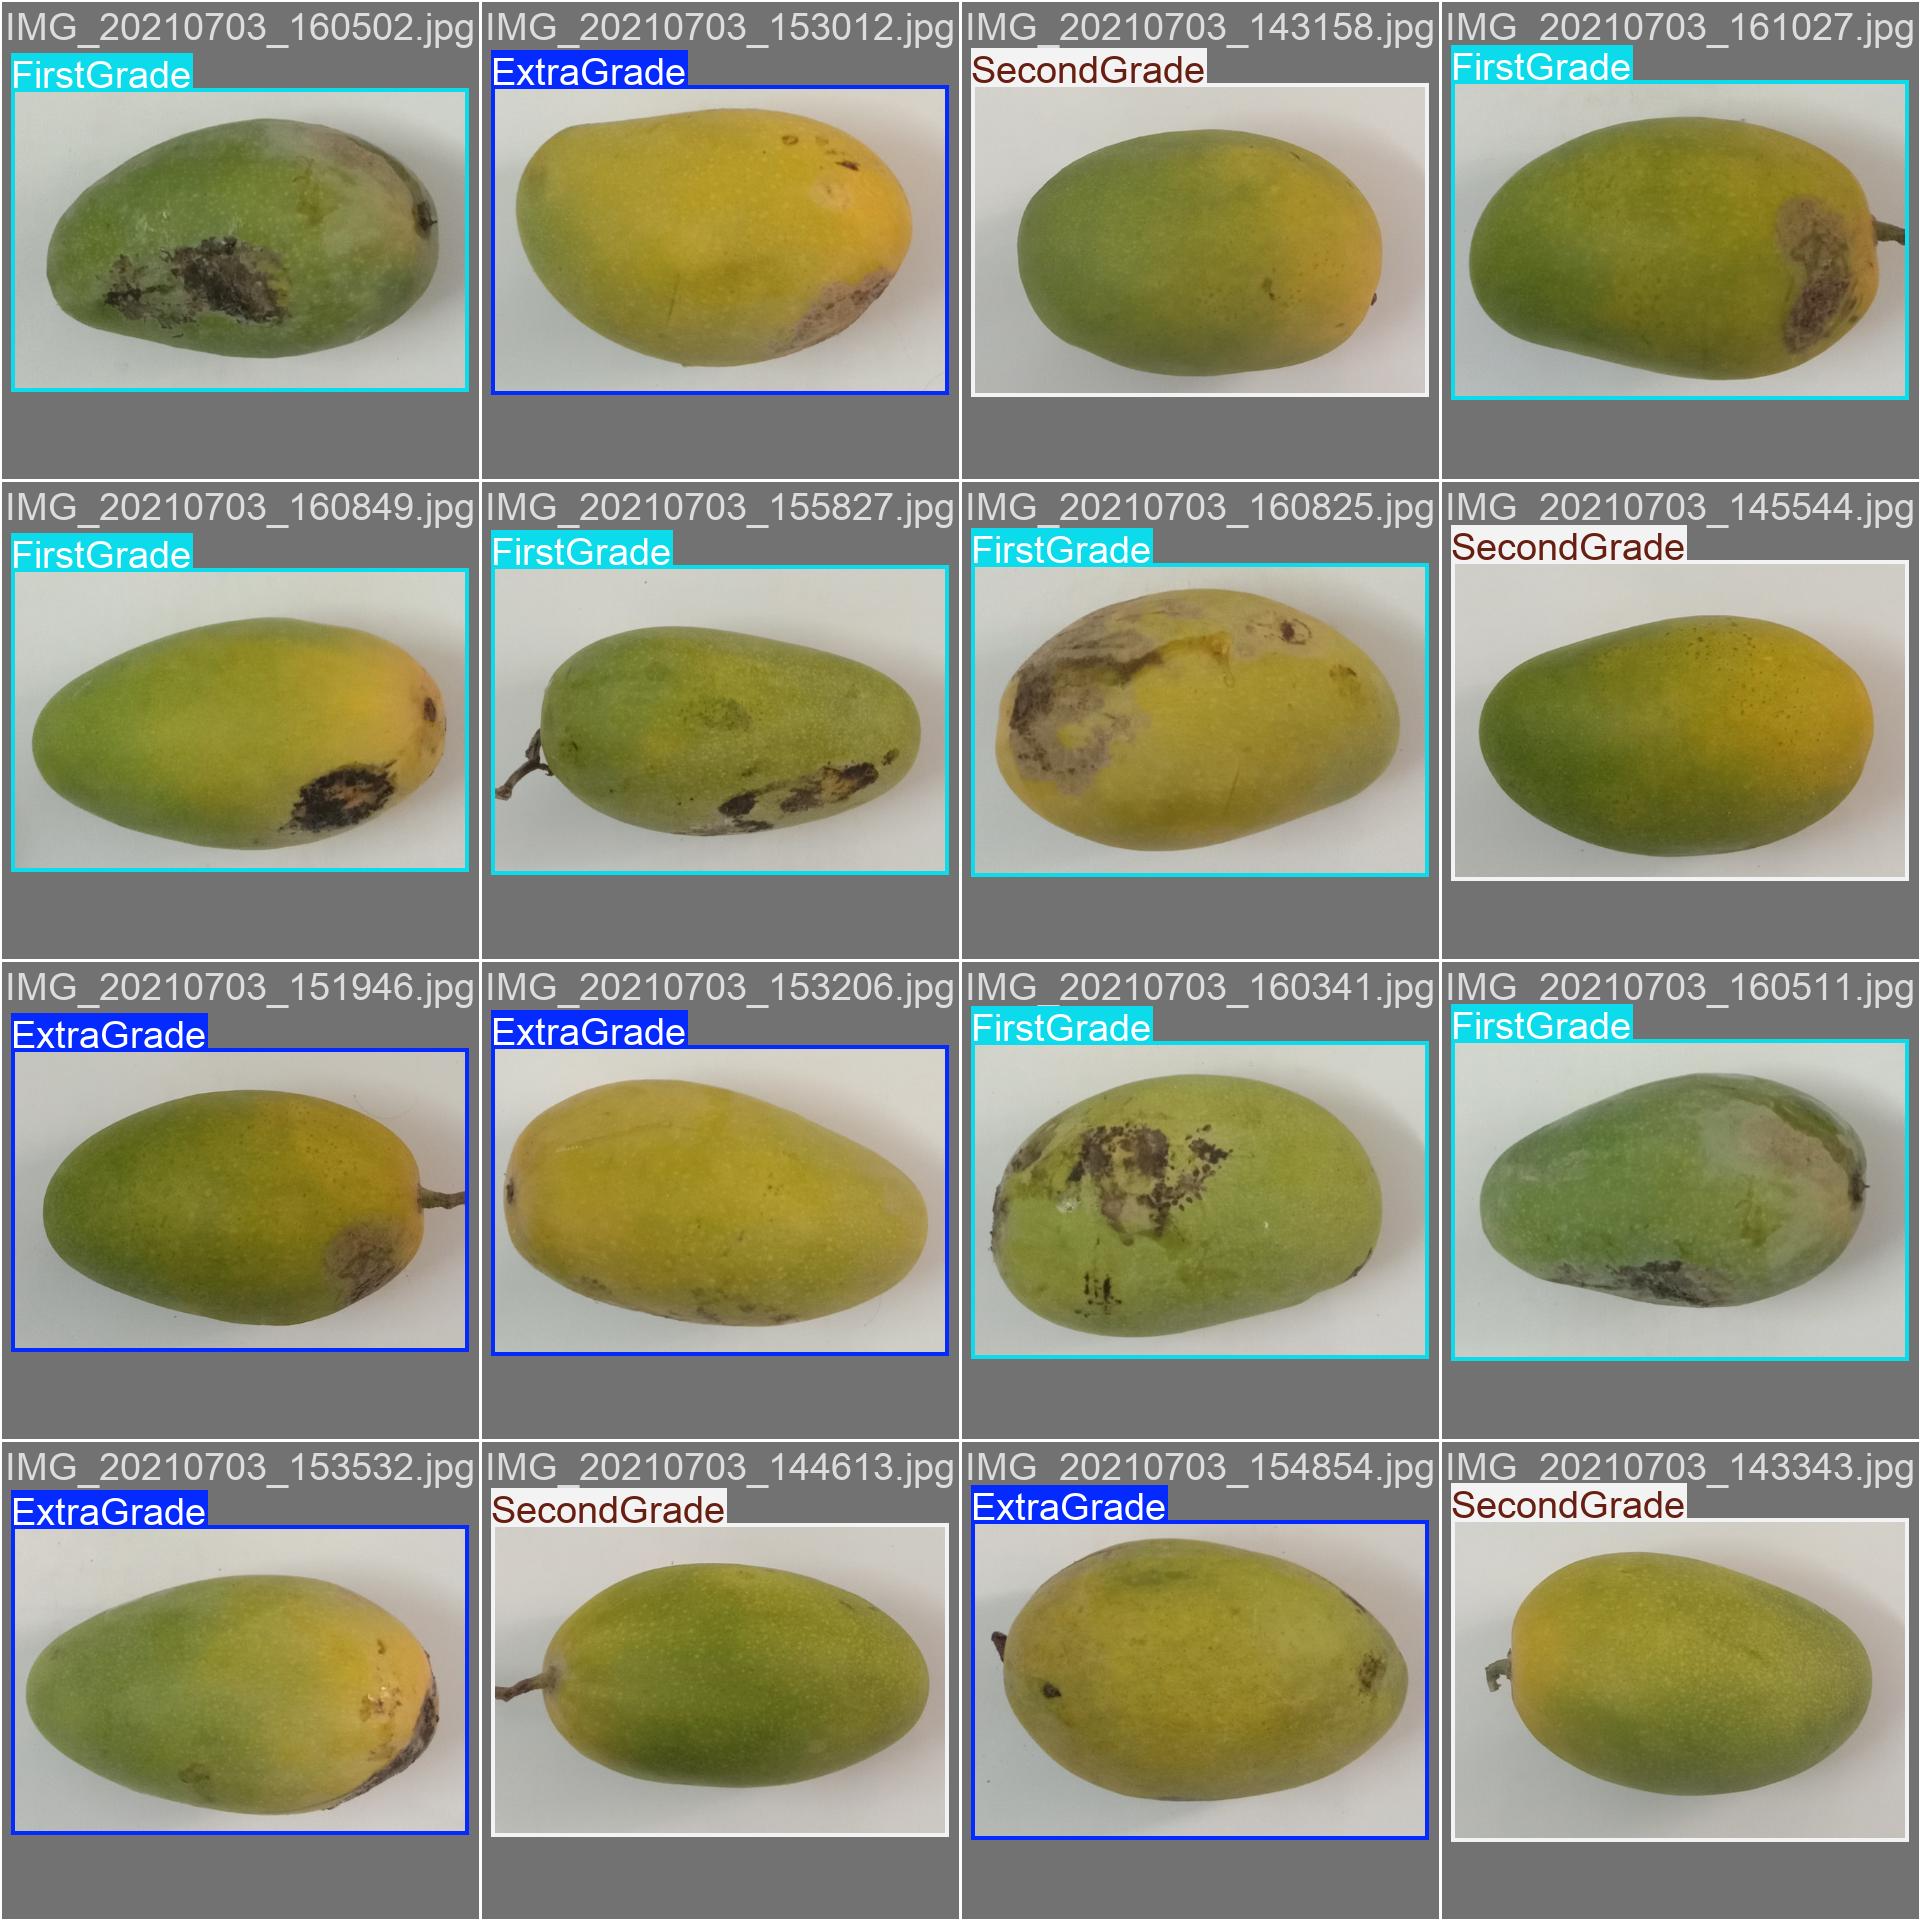 IMG_20210703_160502.jpg
FirstGrade
IMG_20210703_153012.jpg
ExtraGrade
IMG_20210703_143158.jpg
SecondGrade
IMG_20210703_161027.jpg
FirstGrade
IMG_20210703_160849.jpg
FirstGrade
IMG_20210703_155827.jpg
FirstGrade
IMG_20210703_160825.jpg
FirstGrade
IMG_20210703_145544.jpg
SecondGrade
IMG_20210703_151946.jpg
ExtraGrade
IMG_20210703_153206.jpg
ExtraGrade
IMG_20210703_160341.jpg
FirstGrade
IMG_20210703_160511.jpg
FirstGrade
IMG_20210703_153532.jpg
ExtraGrade
IMG_20210703_144613.jpg
SecondGrade
IMG_20210703_154854.jpg
ExtraGrade
IMG_20210703_143343.jpg
SecondGrade